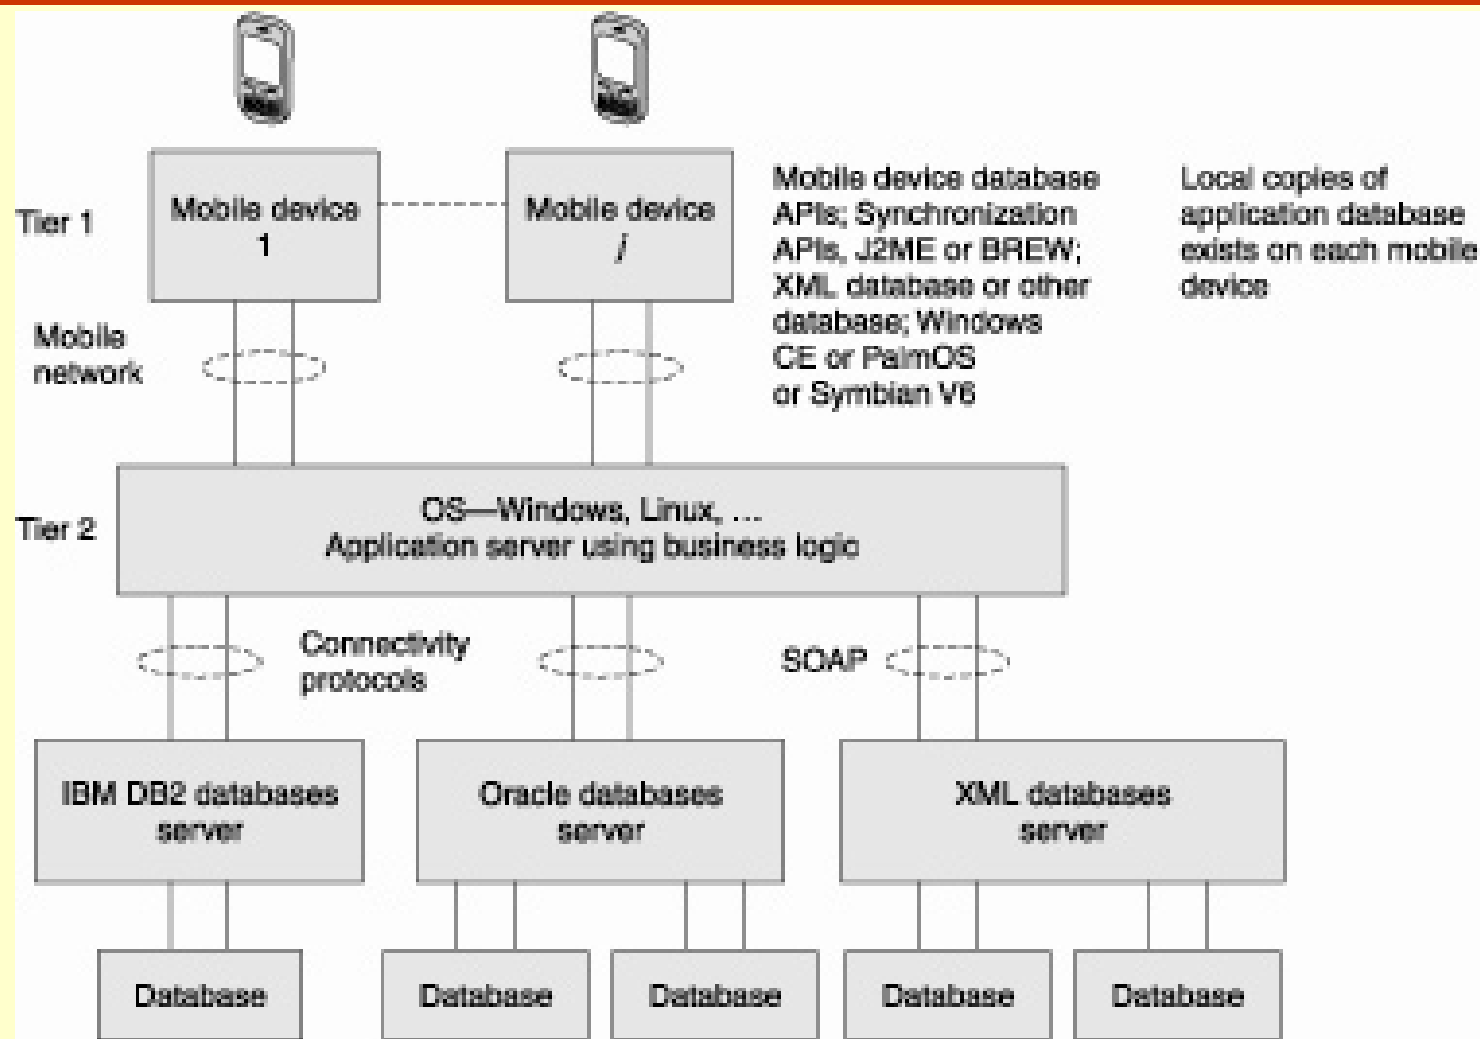 Tier 1
Mobile device
1
Mobile device
j
Mobile device database
APIs; Synchronization
APIs, J2ME or BREW;
XML database or other
database; Windows
CE or PalmOS
or Symbian V6
Local copies of
application database
exists on each mobile
device
Mobile
network
Tier 2
OS—Windows, Linux, ...
Application server using business logic
Connectivity
protocols
SOAP
IBM DB2 databases
server
Oracle databases
server
XML databases
server
Database
Database
Database
Database
Database